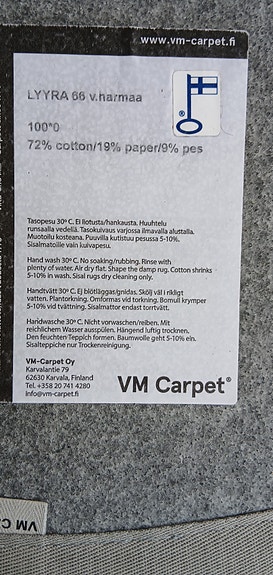 www.vm-carpet.fi
LYYRA 66 v.harmaa
®
100*0
72% cotton/19% paper/9% pes
Tasopesu 30º C. Ei liotusta/hankausta. Huuhtelu
runsaalla vedellä. Tasokuivaus varjossa ilmavalla alustalla.
Muotoilu kosteana. Puuvilla kutistuu pesussa 5-10%.
Sisalmatoille vain kuivapesu.
Hand wash 30º C. No soaking/rubbing. Rinse with
plenty of water. Air dry flat. Shape the damp rug. Cotton shrinks
5-10% in wash. Sisal rugs dry cleaning only.
Handtvätt 30º C. Ej blötläggas/gnidas. Skölj väl i rikligt
vatten. Plantorkning. Omformas vid torkning. Bomull krymper
5-10% vid tvättning. Sisalmattor endast torrtvätt.
Handwäsche 30º C. Nicht vorwaschen/reiben. Mit
reichlichem Wasser ausspülen. Hängend luftig trocknen.
Den feuchten Teppich formen. Baumwolle geht 5-10% ein.
Sisalteppiche nur Trockenreinigung.
VM-Carpet Oy
Karvalantie 79
62630 Karvala, Finland
Tel. +358 20 741 4280
info@vm-carpet.fi
VM Carpet®
VM CA